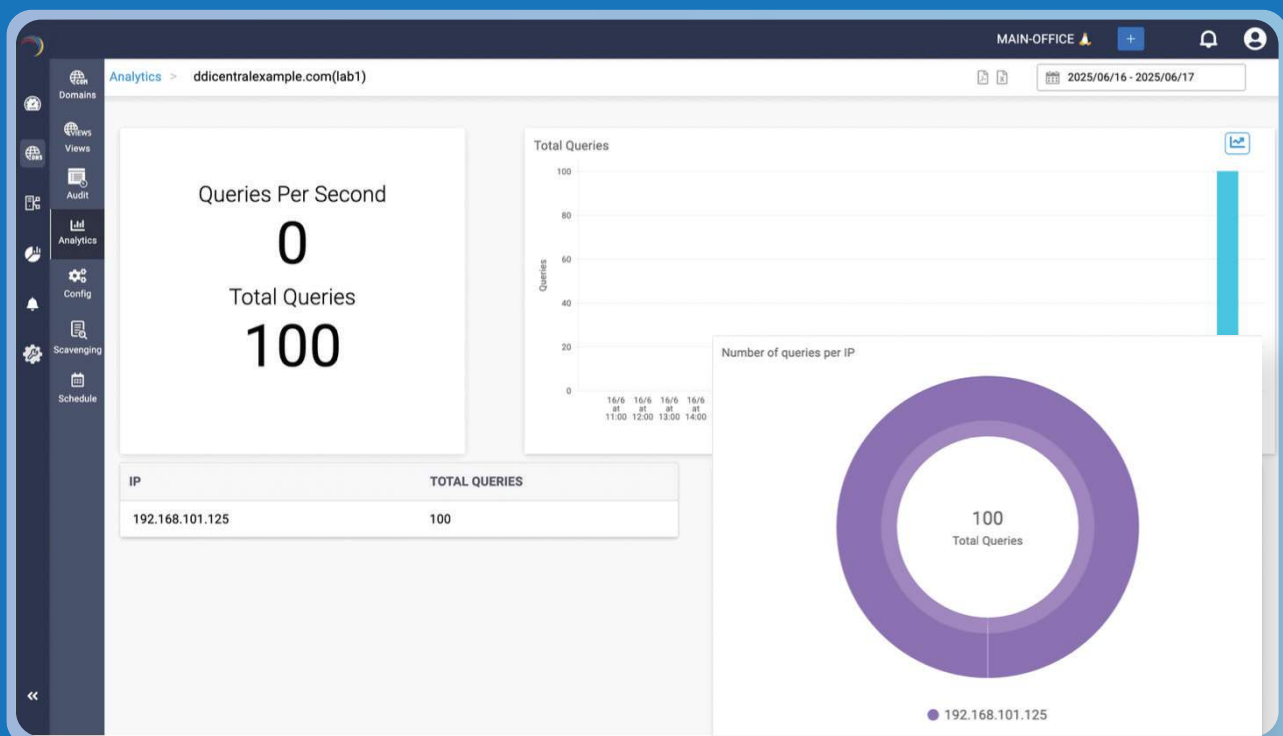 MAIN-OFFICE
+
Analytics > ddicentralexample.com(lab1)
2025/06/16 - 2025/06/17
DNS
Domains
Views
Audit
Analytics
Config
Scavenging
Schedule
Queries Per Second
0
Total Queries
100
Total Queries
Queries
100
80
60
40
20
0
16/6 at 11:00
16/6 at 12:00
16/6 at 13:00
16/6 at 14:00
IP TOTAL QUERIES
192.168.101.125 100
Number of queries per IP
100
Total Queries
192.168.101.125